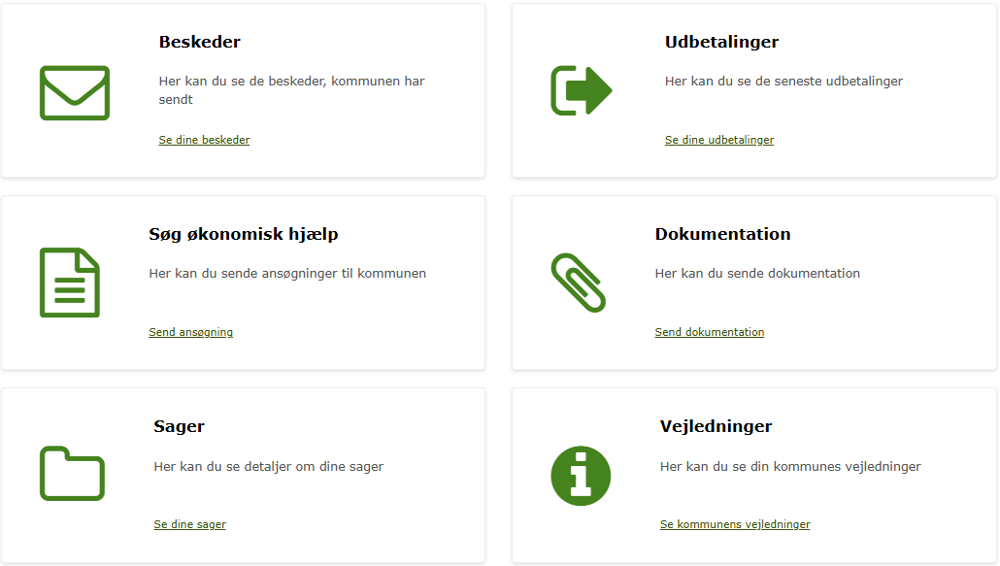 Beskeder
Her kan du se de beskeder, kommunen har
sendt
Se dine beskeder
Udbetalinger
Her kan du se de seneste udbetalinger
Se dine udbetalinger
Søg økonomisk hjælp
Her kan du sende ansøgninger til kommunen
Send ansøgning
Dokumentation
Her kan du sende dokumentation
Send dokumentation
Sager
Her kan du se detaljer om dine sager
Se dine sager
Vejledninger
Her kan du se din kommunes vejledninger
Se kommunens vejledninger